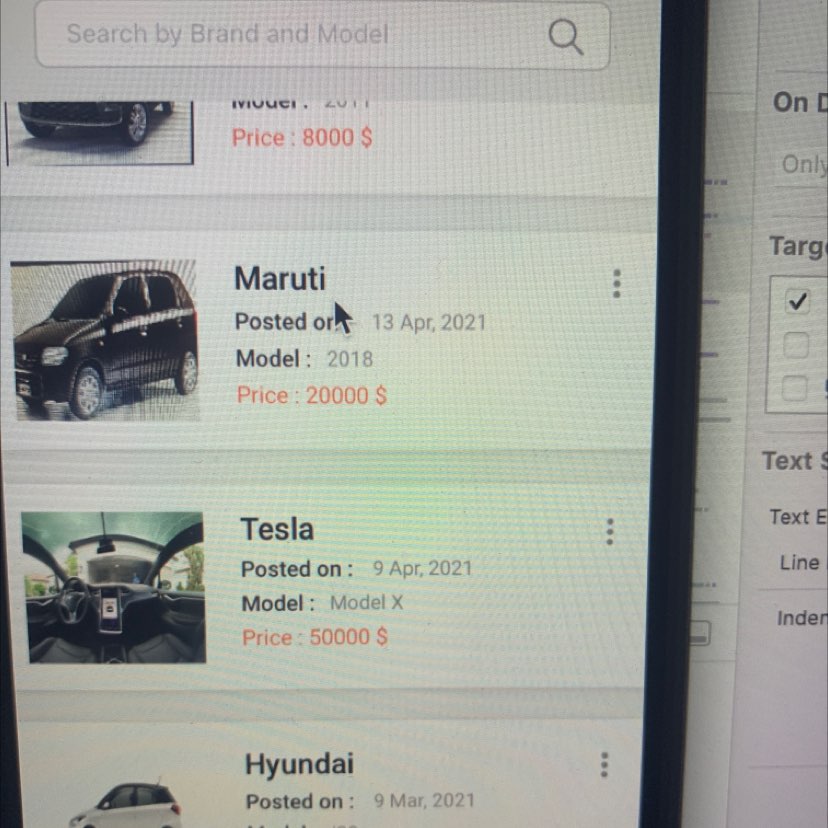 Search by Brand and Model
Model : 2011
Price : 8000 $
Maruti
Posted on 13 Apr, 2021
Model : 2018
Price : 20000 $
Tesla
Posted on : 9 Apr, 2021
Model : Model X
Price : 50000 $
Hyundai
Posted on : 9 Mar, 2021
On D
Only
Targ
Text S
Text E
Line
Inden